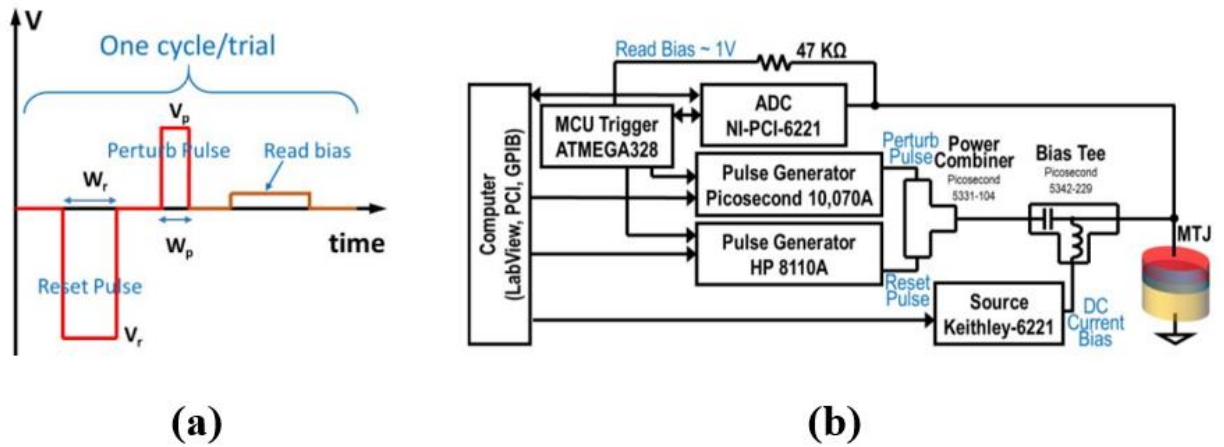 V
One cycle/trial
Vp
Perturb Pulse
Read bias
Wr
Wp
time
Reset Pulse
Vr
(a)
Read Bias ~ 1V
47 KΩ
Computer
(LabView, PCI, GPIB)
MCU Trigger
ATMEGA328
ADC
NI-PCI-6221
Pulse Generator
Picosecond 10,070A
Pulse Generator
HP 8110A
Perturb
Pulse
Reset
Pulse
Power
Combiner
Picosecond
5331-104
Bias Tee
Picosecond
5342-229
MTJ
Source
Keithley-6221
DC
Current
Bias
(b)